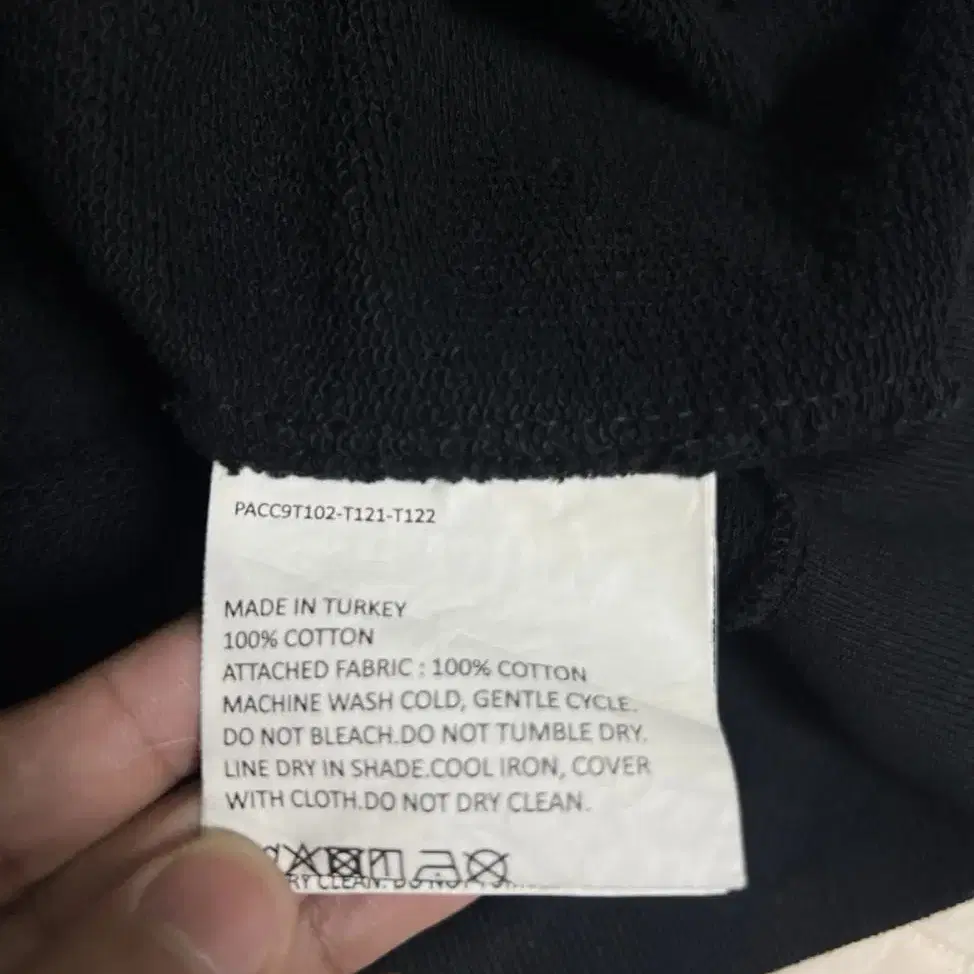 PACC9T102-T121-T122
MADE IN TURKEY
100% COTTON
ATTACHED FABRIC : 100% COTTON
MACHINE WASH COLD, GENTLE CYCLE.
DO NOT BLEACH.DO NOT TUMBLE DRY.
LINE DRY IN SHADE.COOL IRON, COVER
WITH CLOTH.DO NOT DRY CLEAN.
CLEAN.